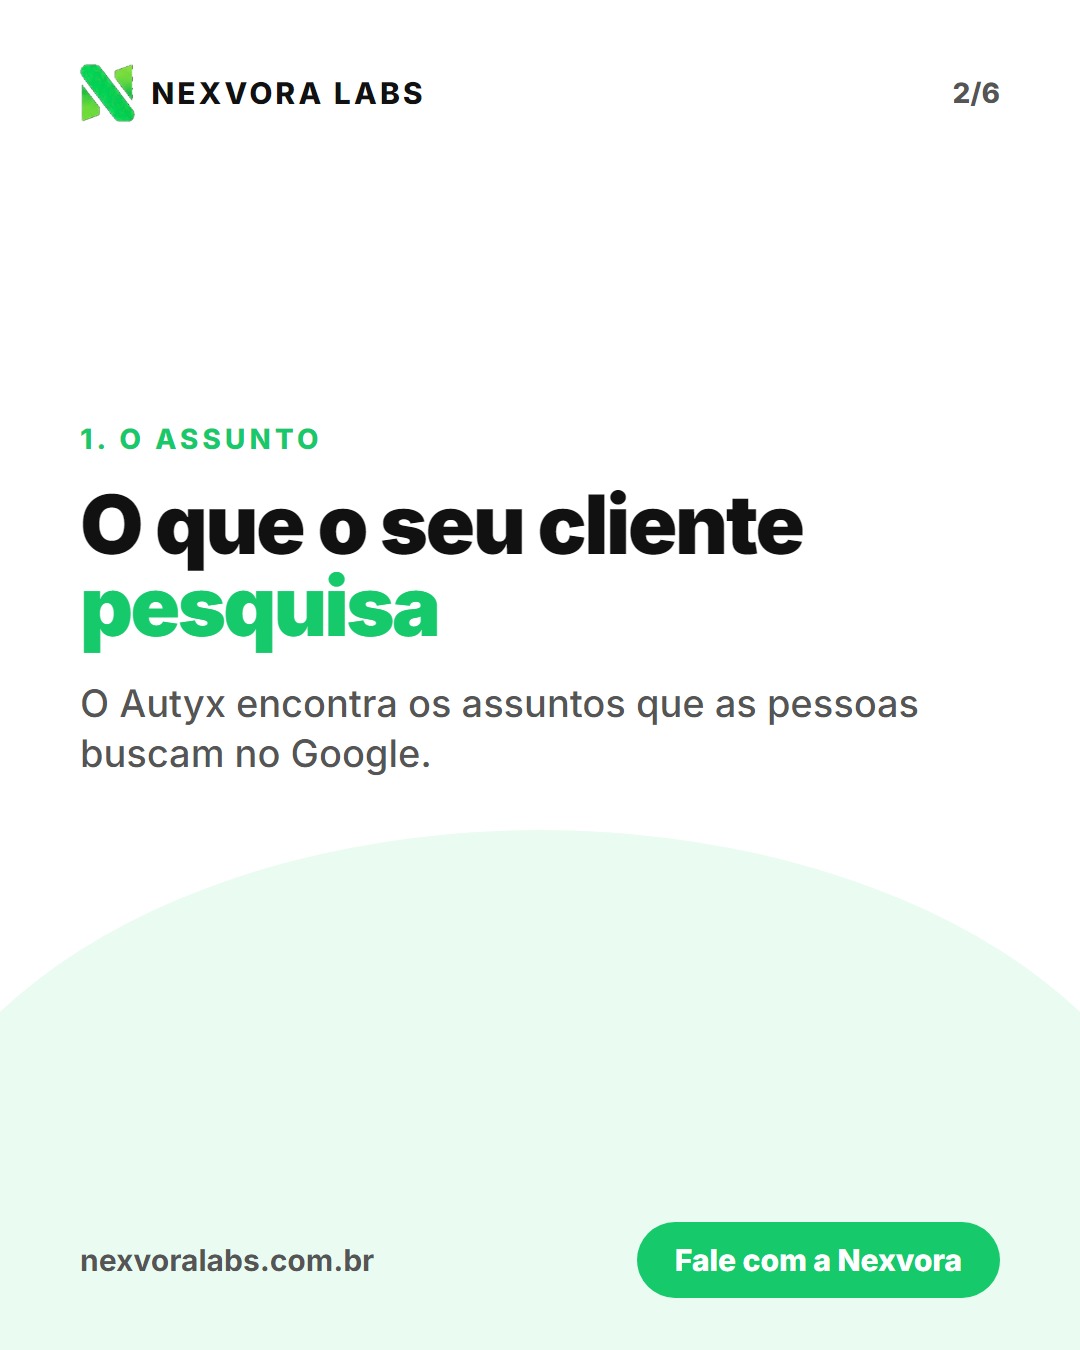 NEXVORA LABS
2/6
1. O ASSUNTO
O que o seu cliente
pesquisa
O Autyx encontra os assuntos que as pessoas
buscam no Google.
nexvoralabs.com.br
Fale com a Nexvora